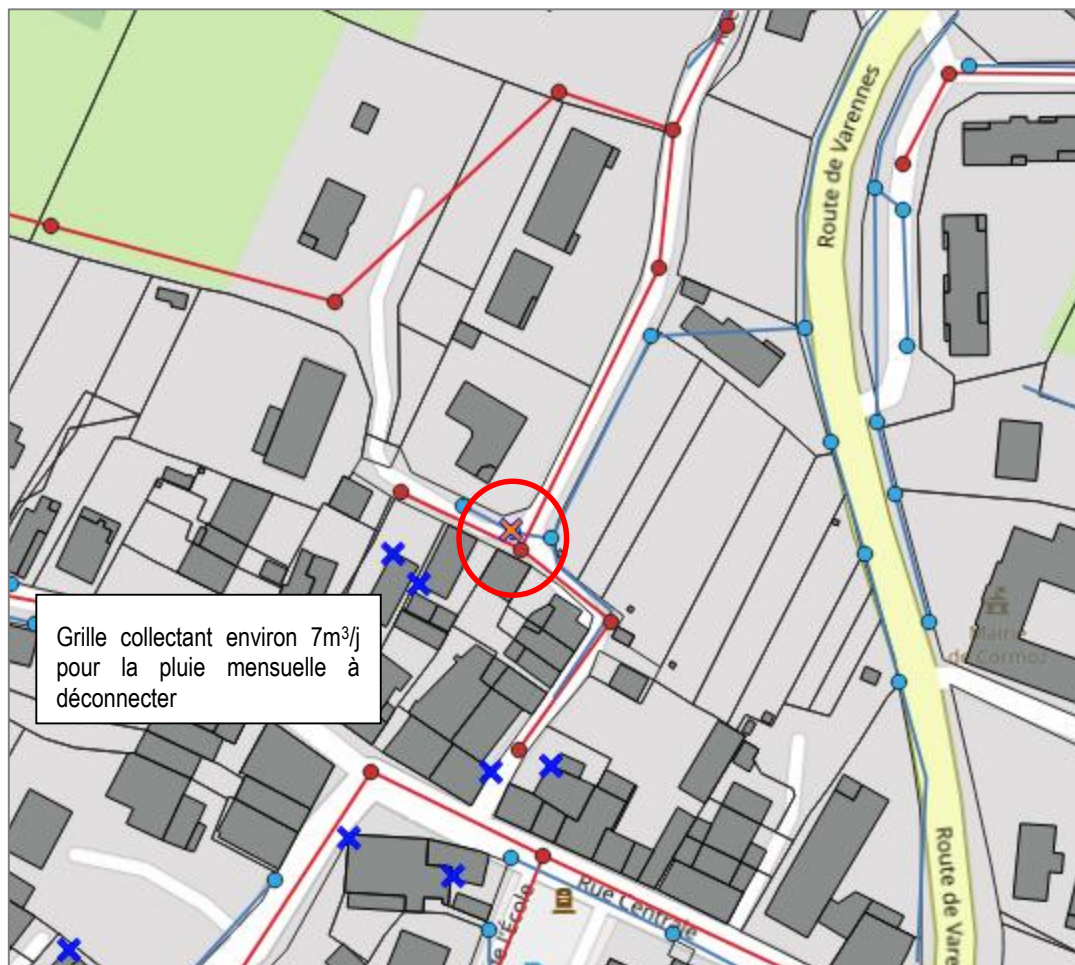 Route de Varennes
Grille collectant environ 7m³/j
pour la pluie mensuelle à
déconnecter
Mairie
de Cormoz
Rue Centrale
e l'École
Route de Vare